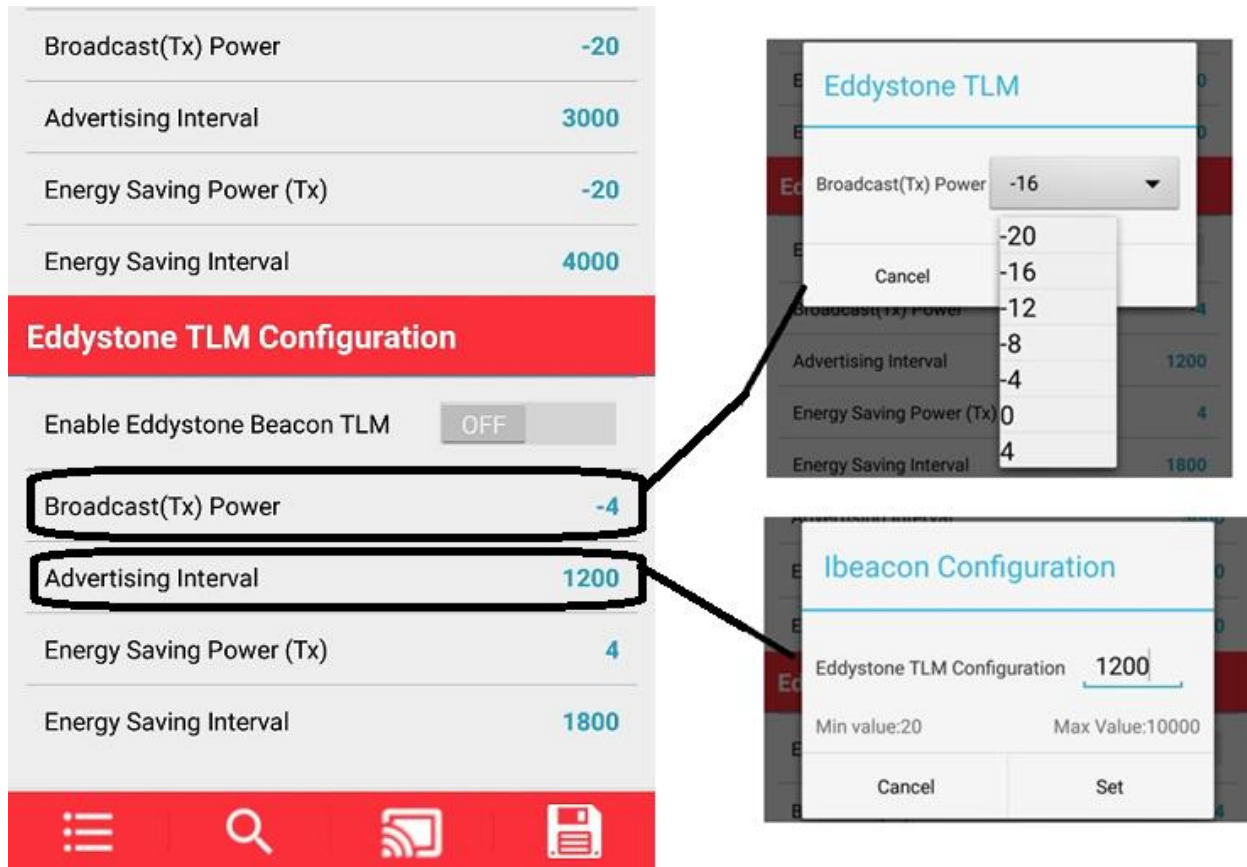 Broadcast(Tx) Power -20
Advertising Interval 3000
Energy Saving Power (Tx) -20
Energy Saving Interval 4000
Eddystone TLM Configuration
Enable Eddystone Beacon TLM OFF
Broadcast(Tx) Power -4
Advertising Interval 1200
Energy Saving Power (Tx) 4
Energy Saving Interval 1800
Eddystone TLM
Broadcast(Tx) Power -16
-20
Cancel -16
-12
-8
-4
0
4
Broadcast(Tx) Power -4
Advertising Interval 1200
Energy Saving Power (Tx) 4
Energy Saving Interval 1800
Ibeacon Configuration
Eddystone TLM Configuration 1200
Min value:20 Max Value:10000
Cancel Set